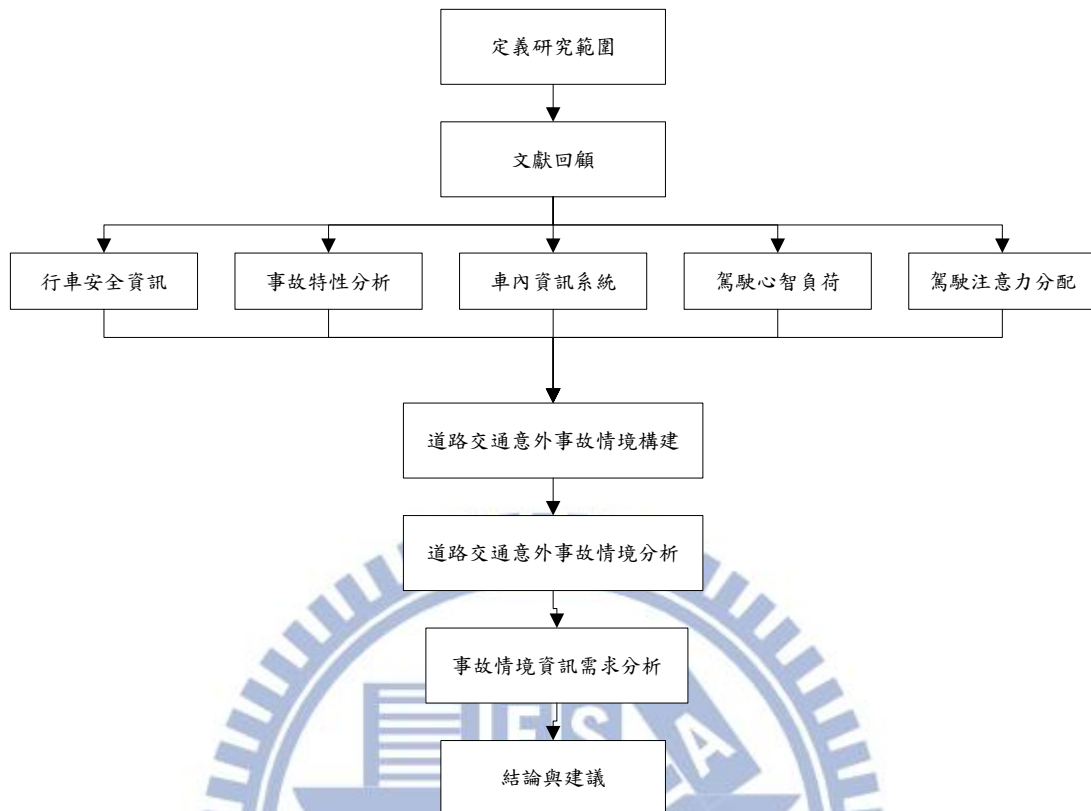 定義研究範圍
文獻回顧
行車安全資訊
事故特性分析
車內資訊系統
駕駛心智負荷
駕駛注意力分配
道路交通意外事故情境構建
道路交通意外事故情境分析
事故情境資訊需求分析
結論與建議